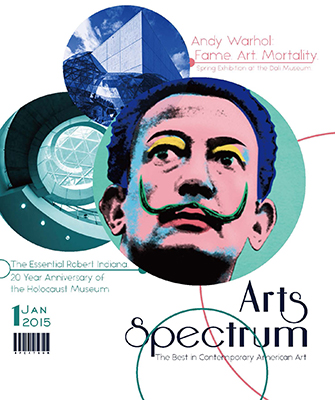 Andy Warhol:
Fame Art Mortality
Spring Exhibition at the Dali Museum
The Essential Robert Indiana
20 Year Anniversary of
the Holocaust Museum
1 JAN
2015
SPECTRUM
Arts
Spectrum
The Best in Contemporary American Art